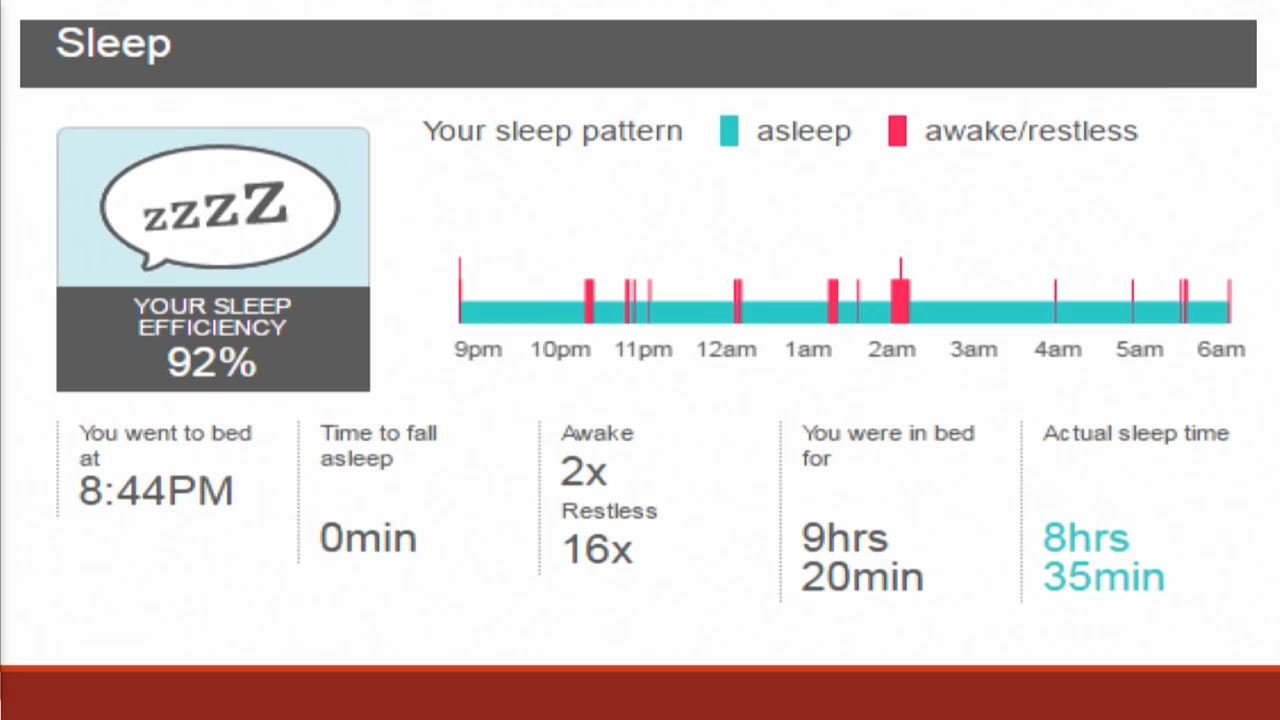 Sleep
Your sleep pattern asleep awake/restless
zzzZ
YOUR SLEEP
EFFICIENCY
92%
9pm 10pm 11pm 12am 1am 2am 3am 4am 5am 6am
You went to bed
at
8:44PM
Time to fall
asleep
0min
Awake
2x
Restless
16x
You were in bed
for
9hrs
20min
Actual sleep time
8hrs
35min